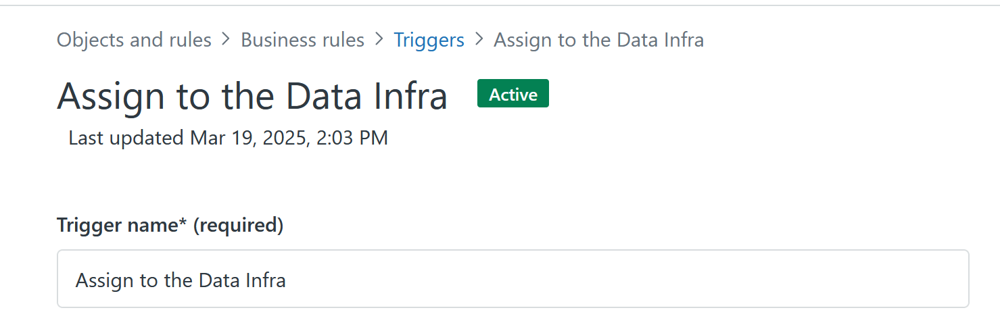 Objects and rules > Business rules > Triggers > Assign to the Data Infra
Assign to the Data Infra Active
Last updated Mar 19, 2025, 2:03 PM
Trigger name* (required)
Assign to the Data Infra